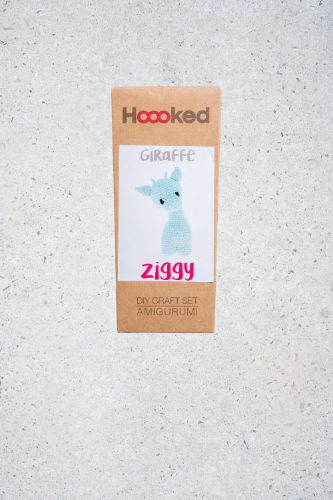 Hoooked
GiRaffe
ziggy
DIY CRAFT SET
AMIGURUMI